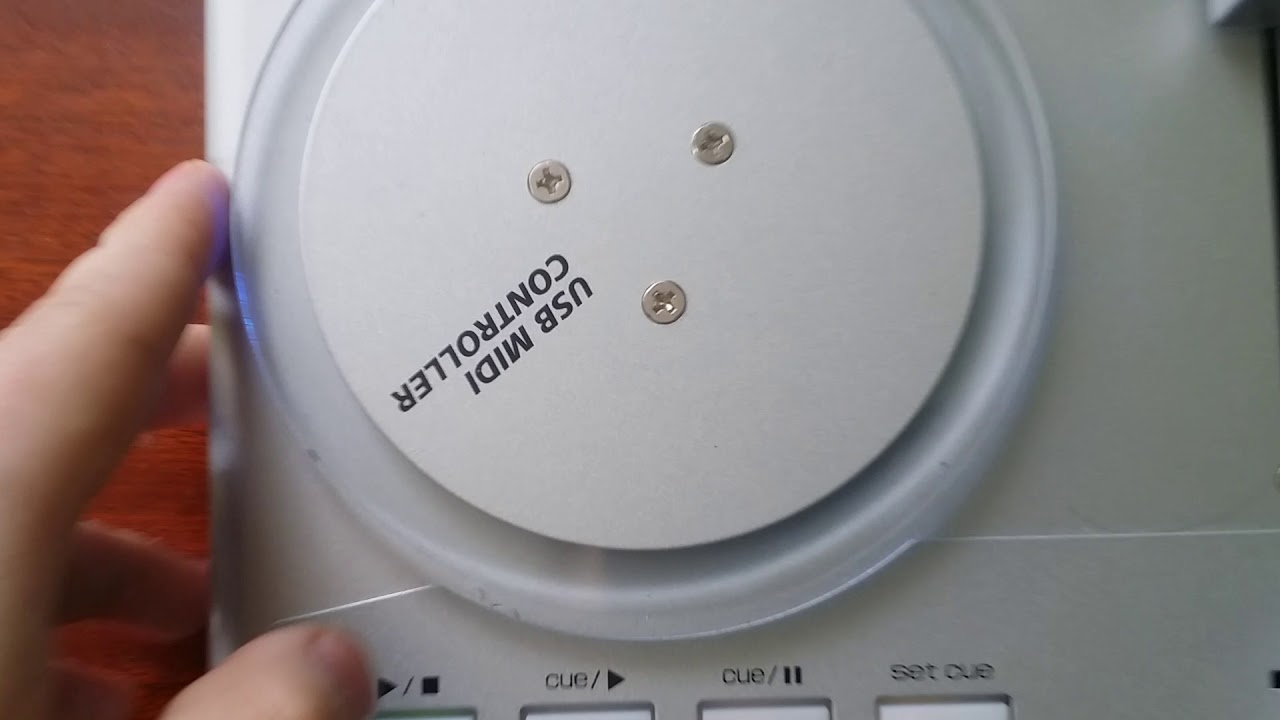 USB MIDI
CONTROLLER
▶/■
cue/▶
cue/⏸
set cue